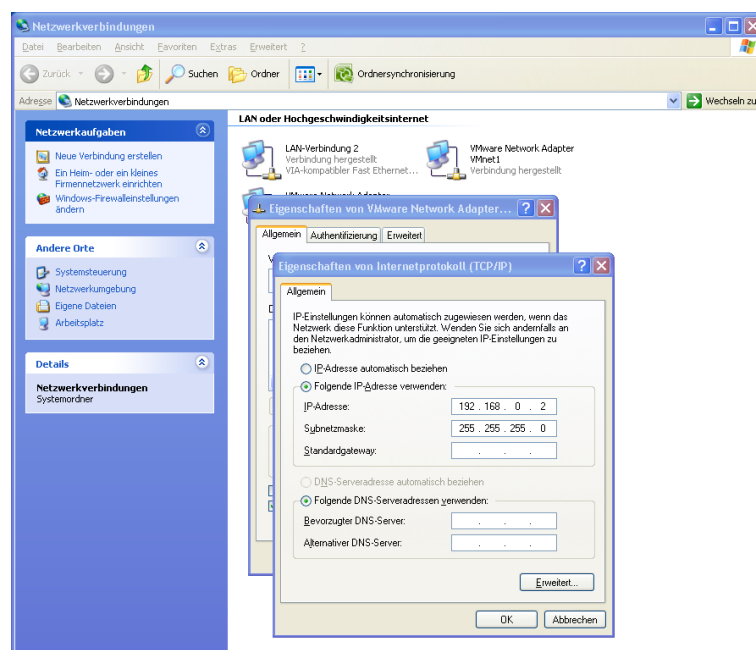 Netzwerkverbindungen
Datei Bearbeiten Ansicht Favoriten Extras Erweitert ?
Zurück Suchen Ordner Ordnersynchronisierung
Adresse Netzwerkverbindungen Wechseln zu
LAN oder Hochgeschwindigkeitsinternet
Netzwerkaufgaben
Neue Verbindung erstellen
Ein Heim- oder ein kleines
Firmennetzwerk einrichten
Windows-Firewalleinstellungen
ändern
Andere Orte
Systemsteuerung
Netzwerkumgebung
Eigene Dateien
Arbeitsplatz
Details
Netzwerkverbindungen
Systemordner
LAN-Verbindung 2
Verbindung hergestellt
VIA-kompatibler Fast Ethernet...
VMware Network Adapter
VMnet1
Verbindung hergestellt
VMware Network Adapter
Eigenschaften von VMware Network Adapter...
Allgemein Authentifizierung Erweitert
Eigenschaften von Internetprotokoll (TCP/IP)
Allgemein
IP-Einstellungen können automatisch zugewiesen werden, wenn das
Netzwerk diese Funktion unterstützt. Wenden Sie sich andernfalls an
den Netzwerkadministrator, um die geeigneten IP-Einstellungen zu
beziehen.
IP-Adresse automatisch beziehen
Folgende IP-Adresse verwenden:
IP-Adresse: 192 . 168 . 0 . 2
Subnetzmaske: 255 . 255 . 255 . 0
Standardgateway: . . .
DNS-Serveradresse automatisch beziehen
Folgende DNS-Serveradressen verwenden:
Bevorzugter DNS-Server: . . .
Alternativer DNS-Server: . . .
Erweitert...
OK Abbrechen